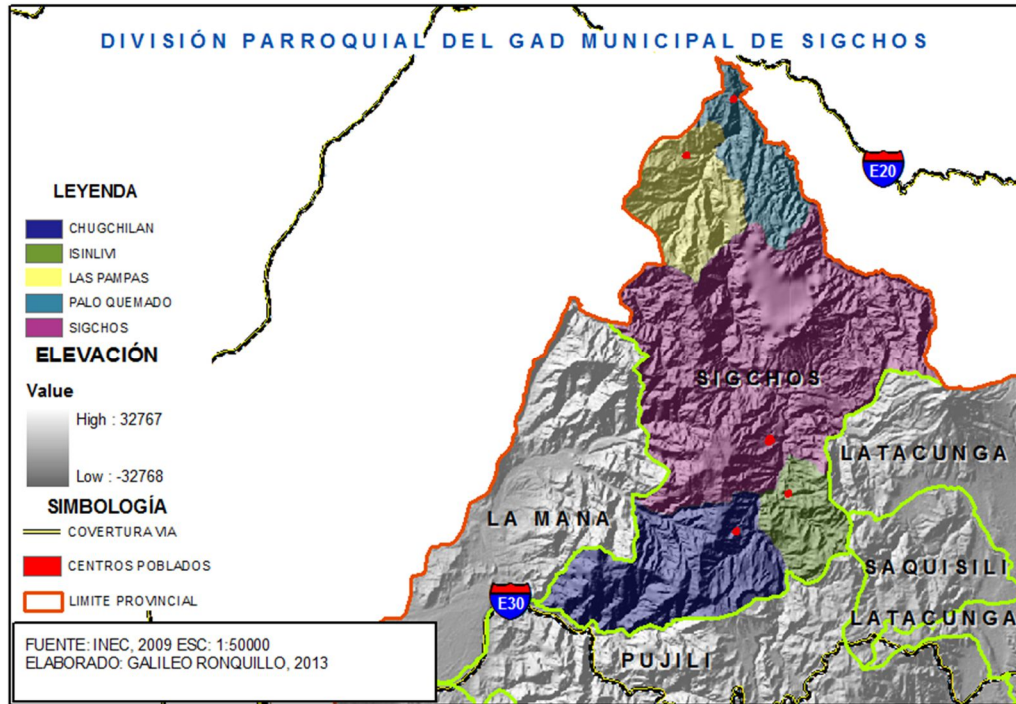 DIVISIÓN PARROQUIAL DEL GAD MUNICIPAL DE SIGCHOS
E20
LEYENDA
CHUGCHILAN
ISINLIVI
LAS PAMPAS
PALO QUEMADO
SIGCHOS
ELEVACIÓN
Value
High : 32767
Low : -32768
SIMBOLOGÍA
COVERTURA VIA
CENTROS POBLADOS
LIMITE PROVINCIAL
SIGCHOS
LATACUNGA
LA MANA
SAQUISILI
E30
LATACUNGA
PUJILI
FUENTE: INEC, 2009 ESC: 1:50000
ELABORADO: GALILEO RONQUILLO, 2013